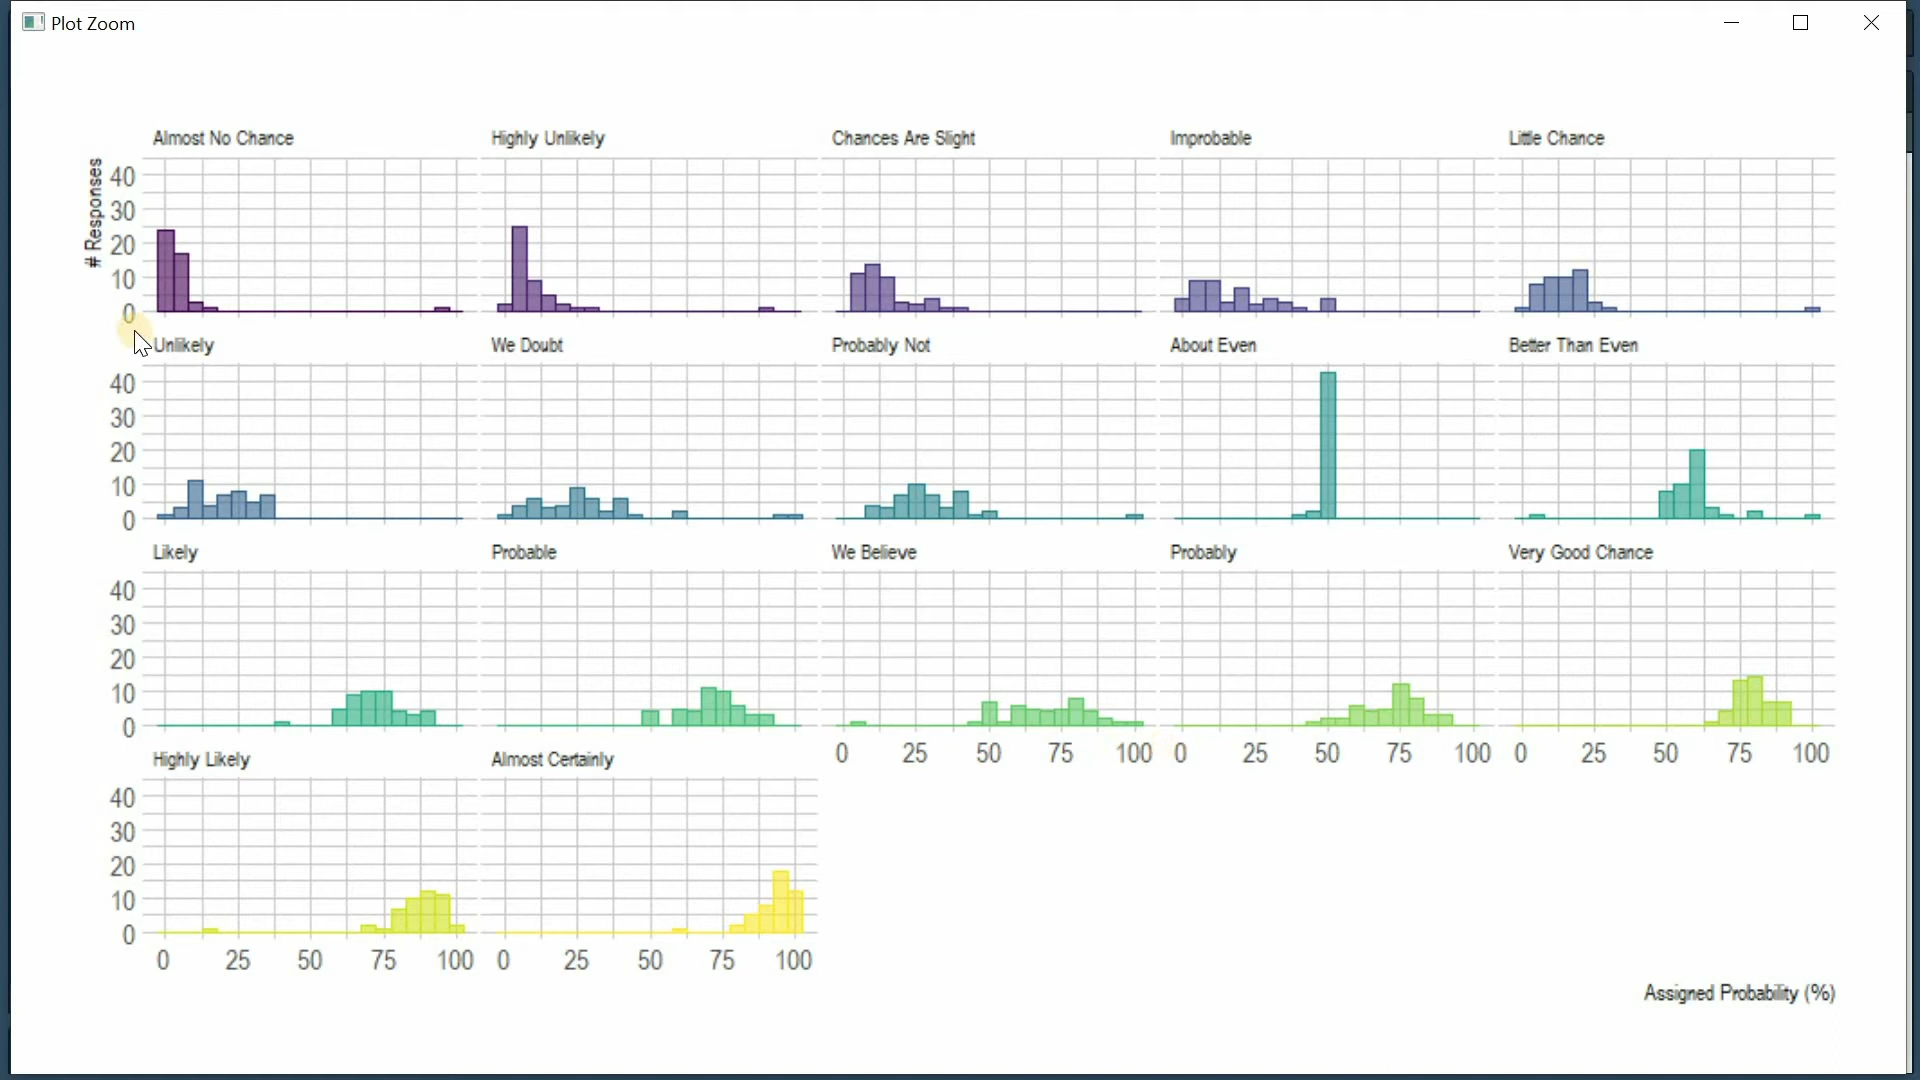 Plot Zoom
Almost No Chance Highly Unlikely Chances Are Slight Improbable Little Chance
# Responses
40
30
20
10
0
Unlikely We Doubt Probably Not About Even Better Than Even
40
30
20
10
0
Likely Probable We Believe Probably Very Good Chance
40
30
20
10
0
0 25 50 75 100 0 25 50 75 100 0 25 50 75 100
Highly Likely Almost Certainly
40
30
20
10
0
0 25 50 75 100 0 25 50 75 100
Assigned Probability (%)